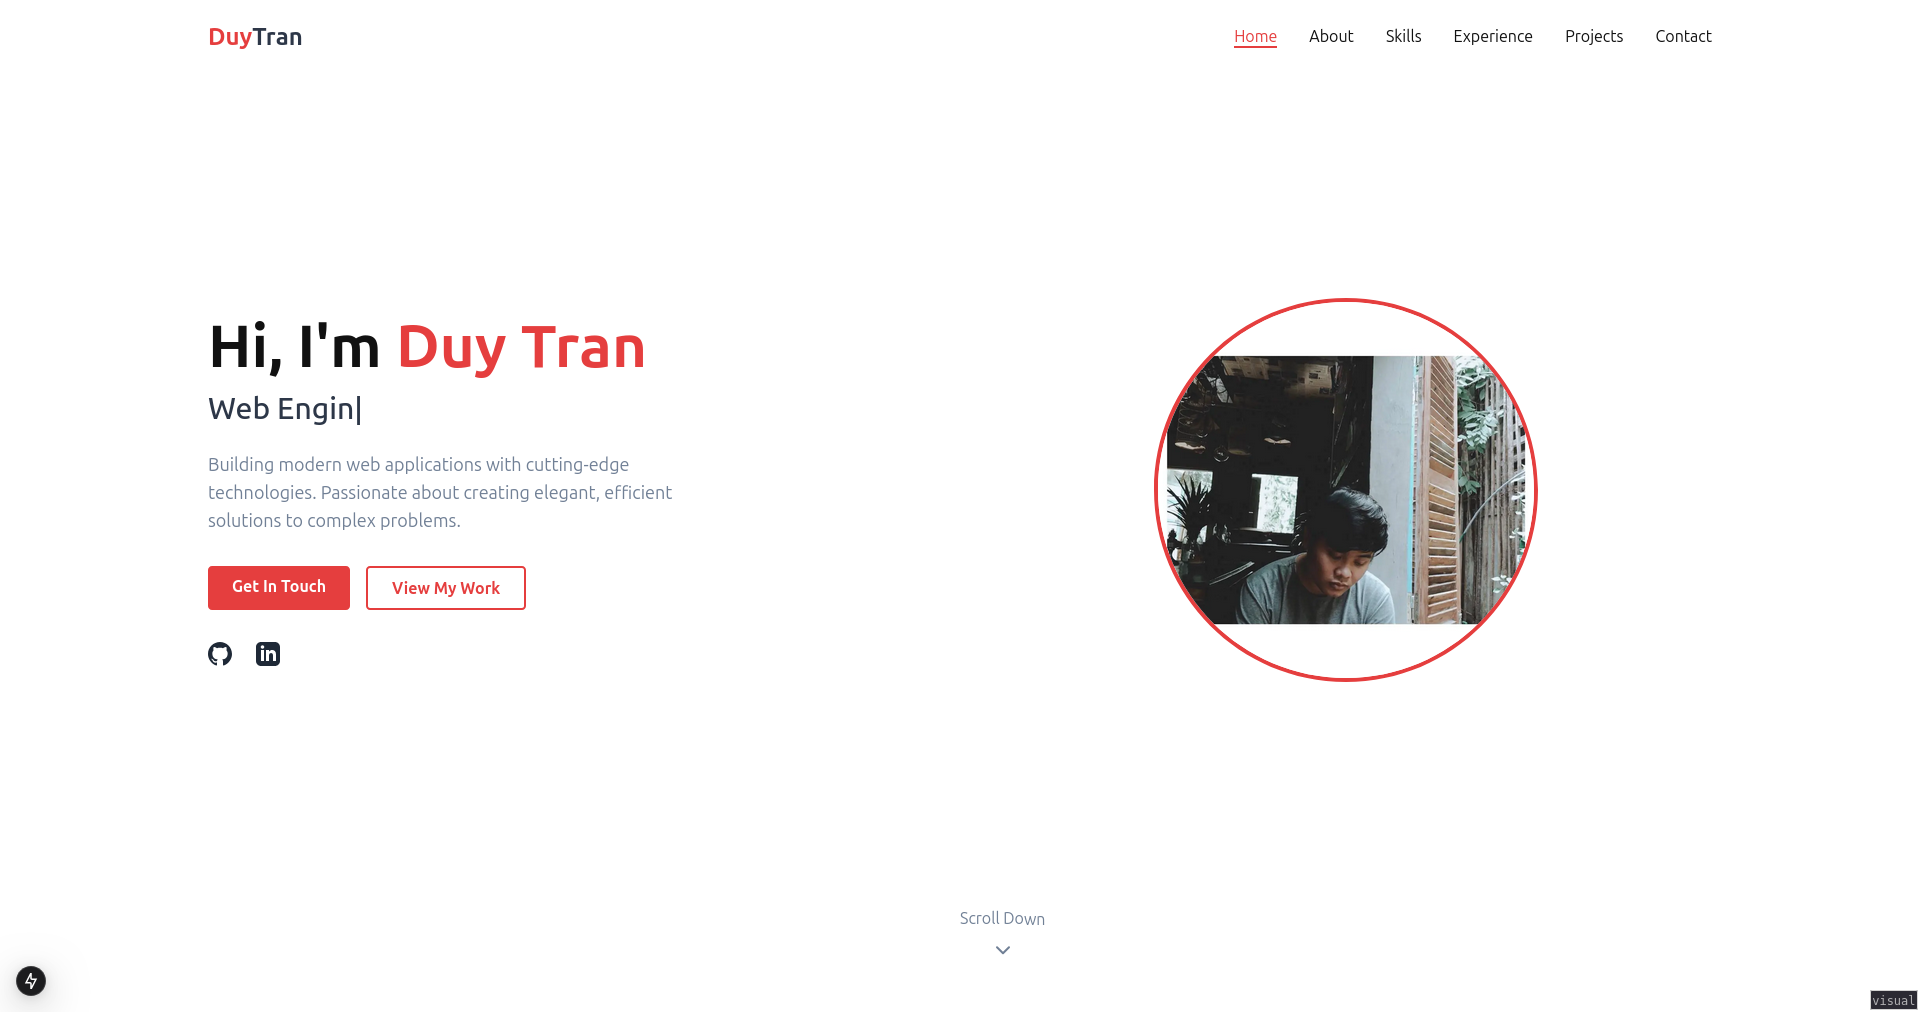 DuyTran
Home About Skills Experience Projects Contact
Hi, I'm Duy Tran
Web Engin|
Building modern web applications with cutting-edge
technologies. Passionate about creating elegant, efficient
solutions to complex problems.
Get In Touch View My Work
in
Scroll Down
visual